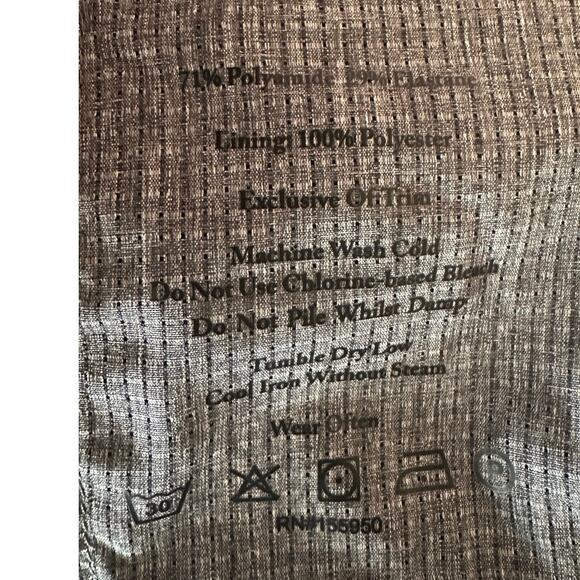 71% Polyamide 29% Elastane
Lining: 100% Polyester
Exclusive Of Trim
Machine Wash Cold
Do Not Use Chlorine-based Bleach
Do Not Pile Whilst Damp
Tumble Dry Low
Cool Iron Without Steam
Wear Often
30
RN#155950